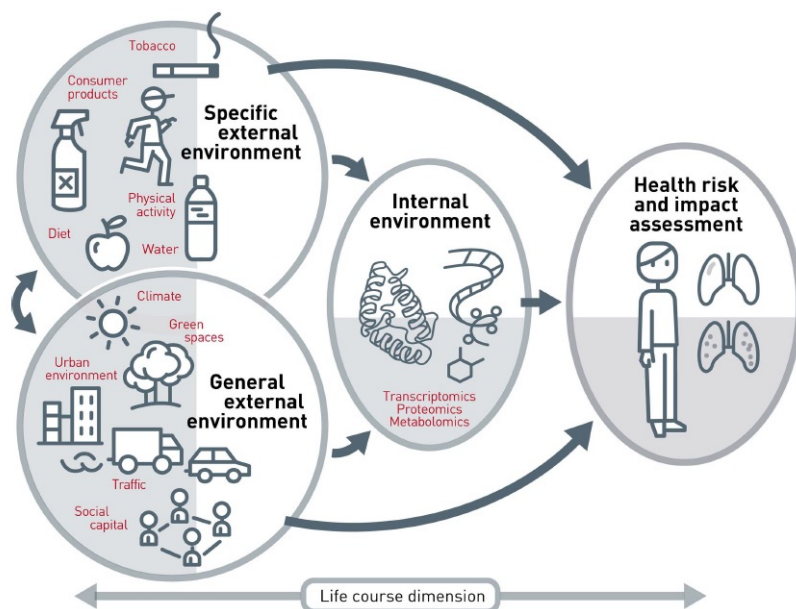 Tobacco
Consumer
products
Specific
external
environment
Physical
activity
Diet
Water
Climate
Green
spaces
Urban
environment
General
external
environment
Traffic
Social
capital
Internal
environment
Transcriptomics
Proteomics
Metabolomics
Health risk
and impact
assessment
Life course dimension